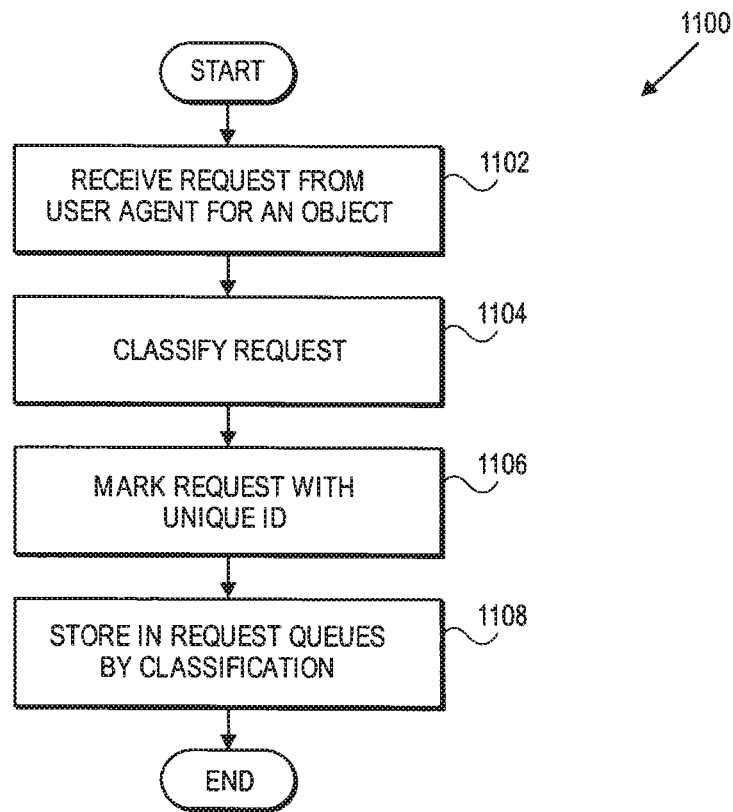 1100
START
RECEIVE REQUEST FROM
USER AGENT FOR AN OBJECT
1102
CLASSIFY REQUEST
1104
MARK REQUEST WITH
UNIQUE ID
1106
STORE IN REQUEST QUEUES
BY CLASSIFICATION
1108
END